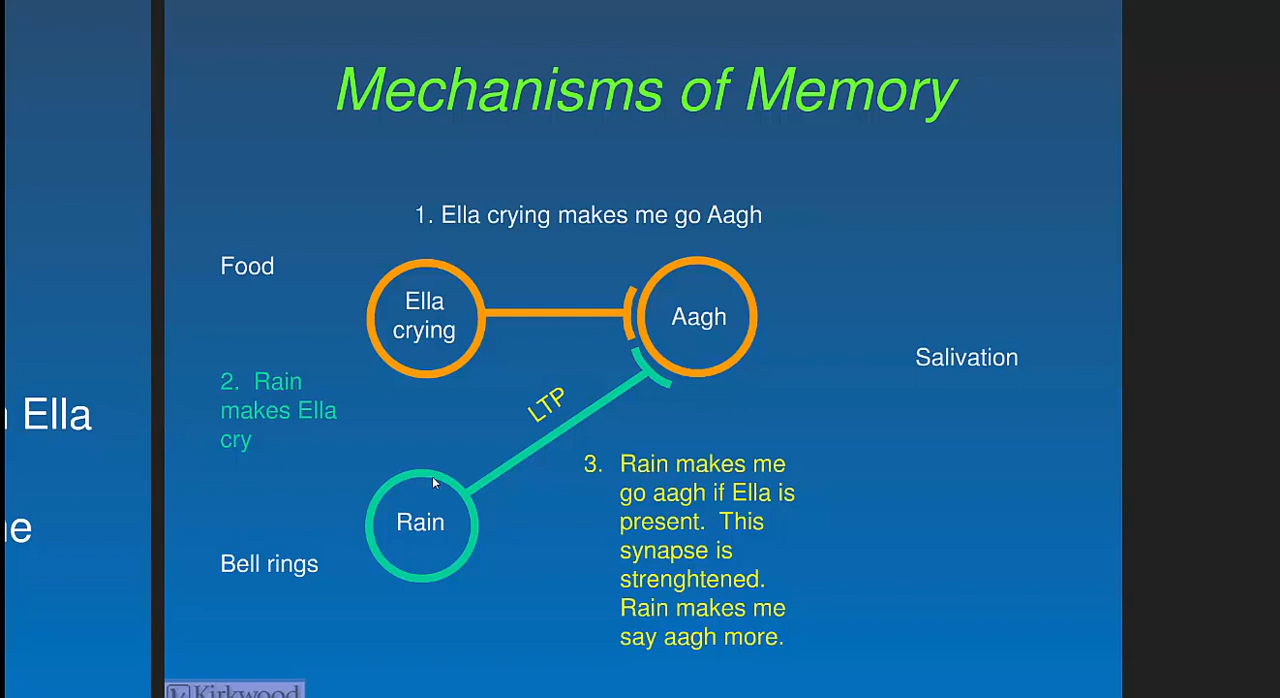 Mechanisms of Memory
1. Ella crying makes me go Aagh
Food
Ella
crying
Aagh
Salivation
2. Rain
makes Ella
cry
LTP
3. Rain makes me
go aagh if Ella is
present. This
synapse is
strenghtened.
Rain makes me
say aagh more.
Rain
Bell rings
Ella
Kirkwood